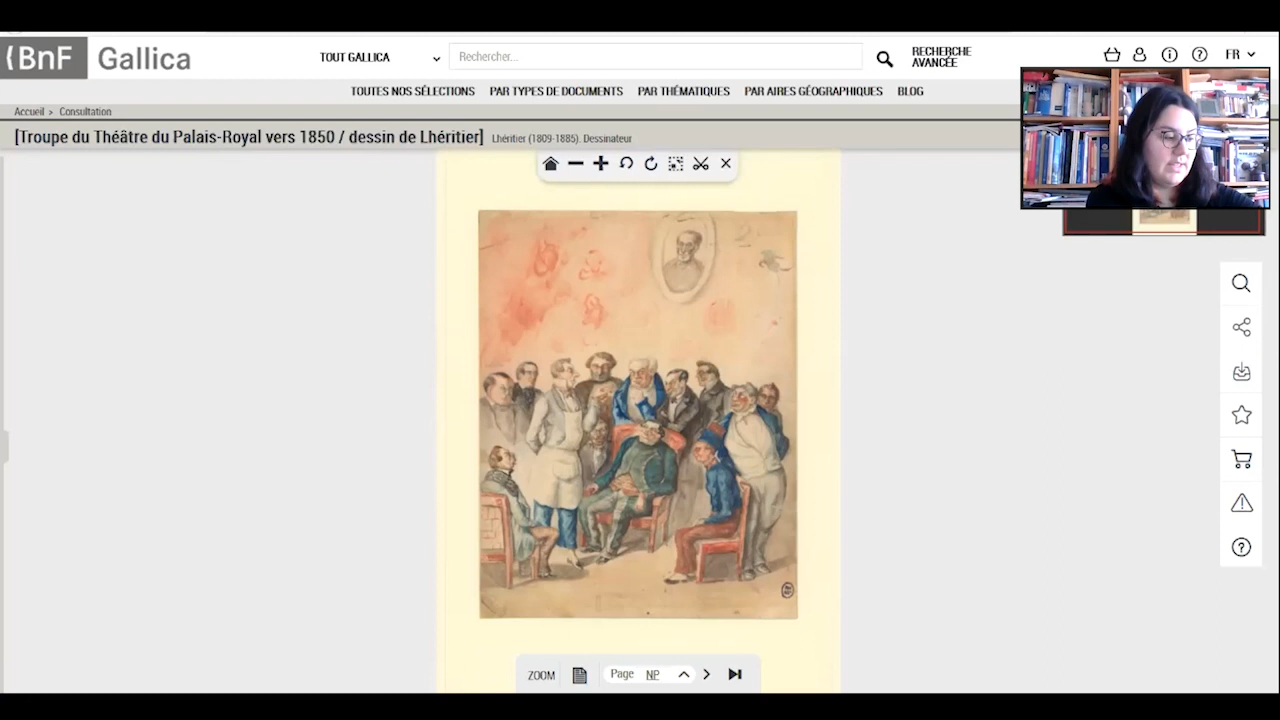 BnF Gallica
TOUT GALLICA
Rechercher...
RECHERCHE
AVANCÉE
FR
TOUTES NOS SÉLECTIONS PAR TYPES DE DOCUMENTS PAR THÉMATIQUES PAR AIRES GÉOGRAPHIQUES BLOG
Accueil > Consultation
[Troupe du Théâtre du Palais-Royal vers 1850 / dessin de Lhéritier] Lhéritier (1809-1885). Dessinateur
ZOOM Page NP